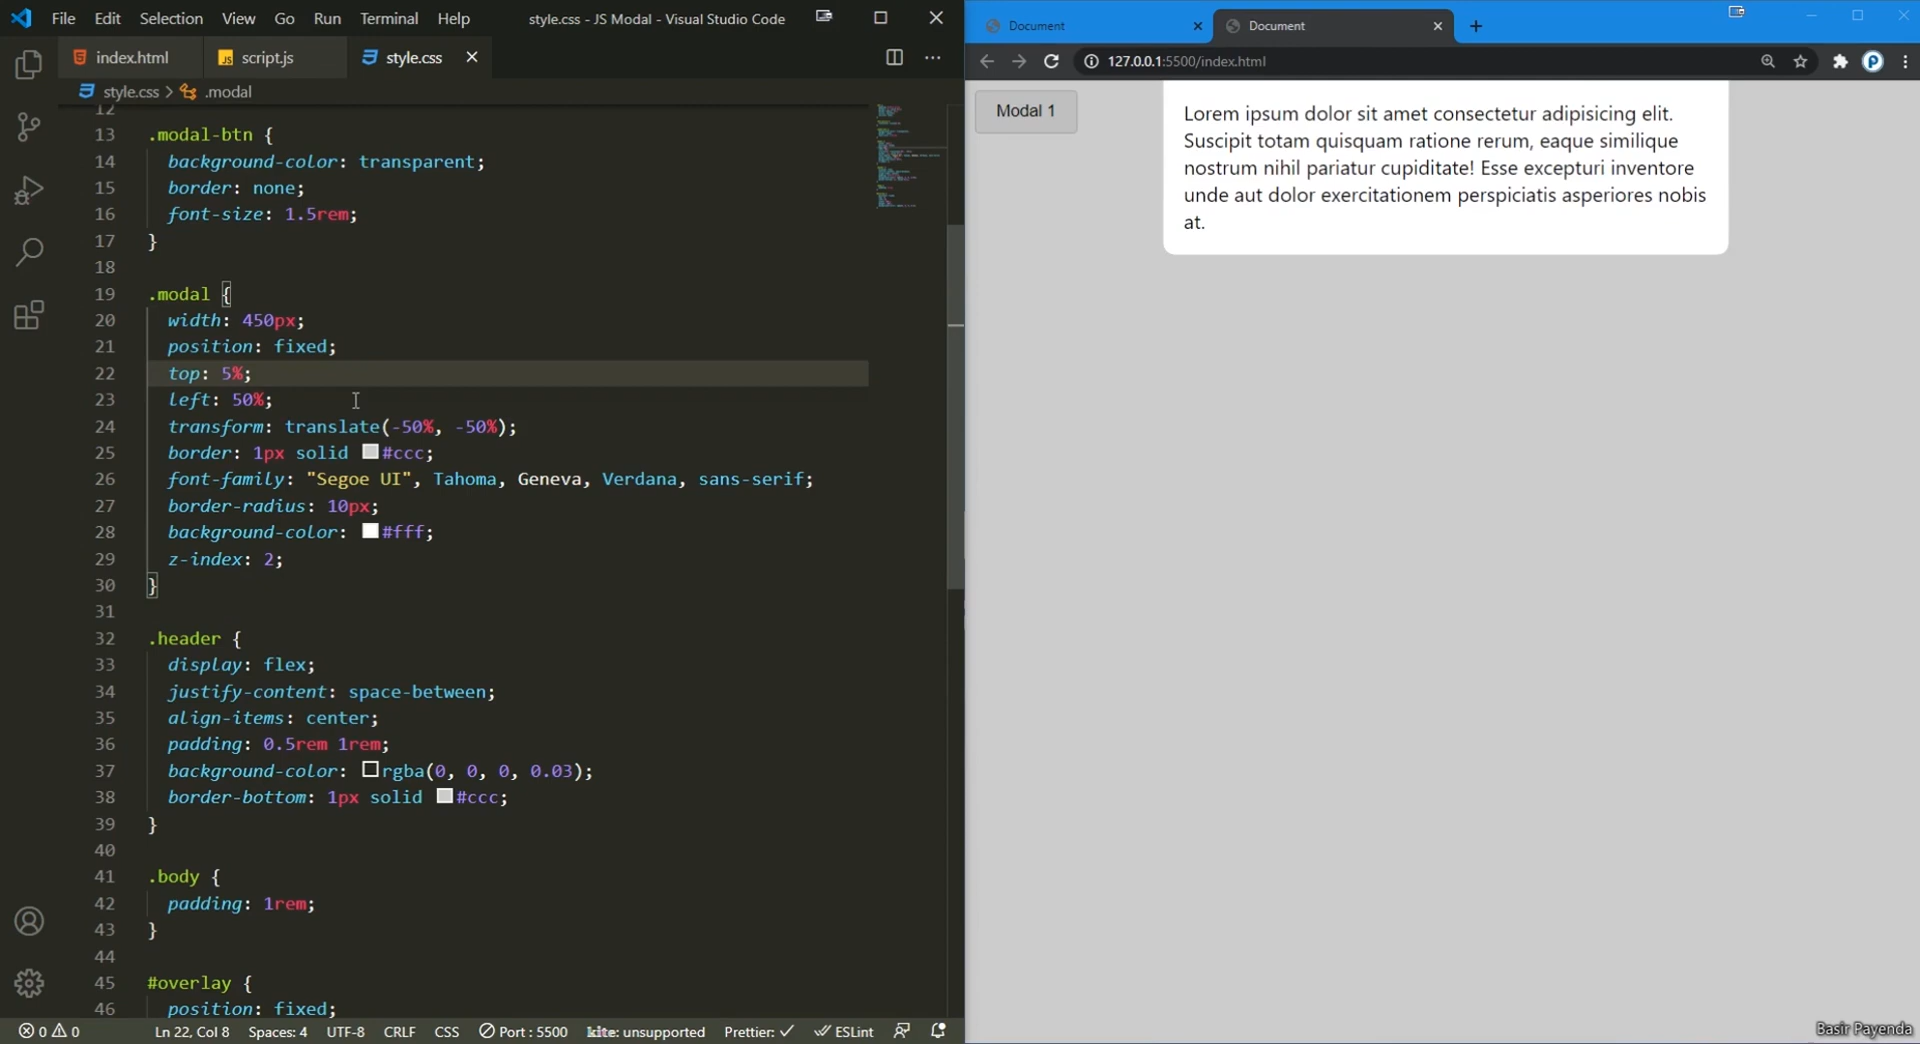 File Edit Selection View Go Run Terminal Help style.css - JS Modal - Visual Studio Code
index.html script.js style.css
style.css > .modal
12
13 .modal-btn {
14 background-color: transparent;
15 border: none;
16 font-size: 1.5rem;
17 }
18
19 .modal {
20 width: 450px;
21 position: fixed;
22 top: 5%;
23 left: 50%;
24 transform: translate(-50%, -50%);
25 border: 1px solid #ccc;
26 font-family: "Segoe UI", Tahoma, Geneva, Verdana, sans-serif;
27 border-radius: 10px;
28 background-color: #fff;
29 z-index: 2;
30 }
31
32 .header {
33 display: flex;
34 justify-content: space-between;
35 align-items: center;
36 padding: 0.5rem 1rem;
37 background-color: rgba(0, 0, 0, 0.03);
38 border-bottom: 1px solid #ccc;
39 }
40
41 .body {
42 padding: 1rem;
43 }
44
45 #overlay {
46 position: fixed;
0 0 Ln 22, Col 8 Spaces: 4 UTF-8 CRLF CSS Port : 5500 kite: unsupported Prettier: ESLint
Document Document
127.0.0.1:5500/index.html P
Modal 1
Lorem ipsum dolor sit amet consectetur adipisicing elit.
Suscipit totam quisquam ratione rerum, eaque similique
nostrum nihil pariatur cupiditate! Esse excepturi inventore
unde aut dolor exercitationem perspiciatis asperiores nobis
at.
Basir Payenda